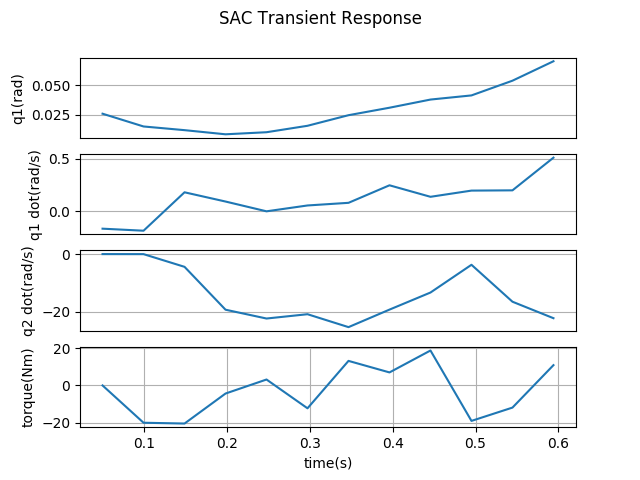 SAC Transient Response
q1(rad)
0.050
0.025
q1 dot(rad/s)
0.5
0.0
q2 dot(rad/s)
0
−20
torque(Nm)
20
0
−20
0.1 0.2 0.3 0.4 0.5 0.6
time(s)